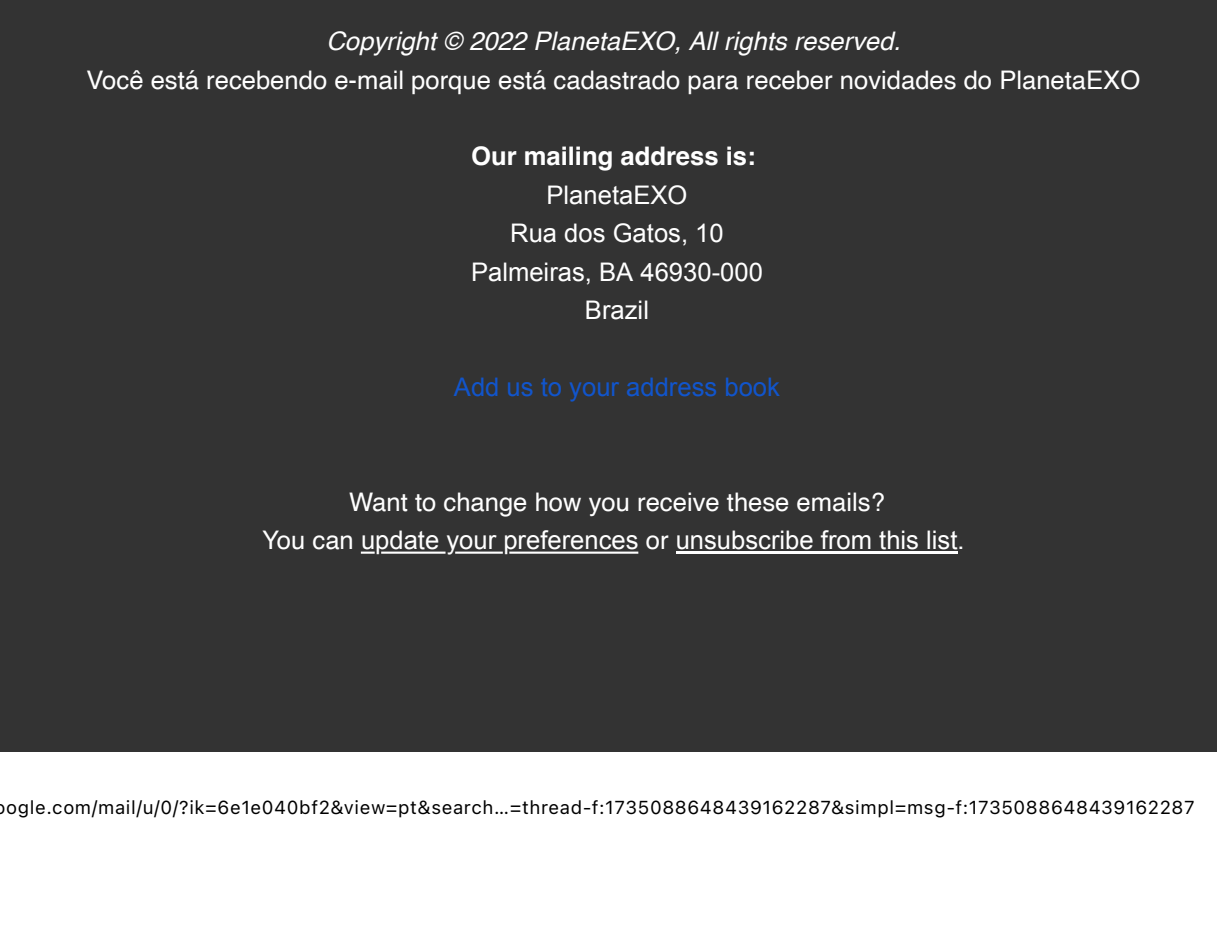 Copyright © 2022 PlanetaEXO, All rights reserved.
Você está recebendo e-mail porque está cadastrado para receber novidades do PlanetaEXO
Our mailing address is:
PlanetaEXO
Rua dos Gatos, 10
Palmeiras, BA 46930-000
Brazil
Add us to your address book
Want to change how you receive these emails?
You can update your preferences or unsubscribe from this list.
oogle.com/mail/u/0/?ik=6e1e040bf2&view=pt&search…=thread-f:1735088648439162287&simpl=msg-f:1735088648439162287